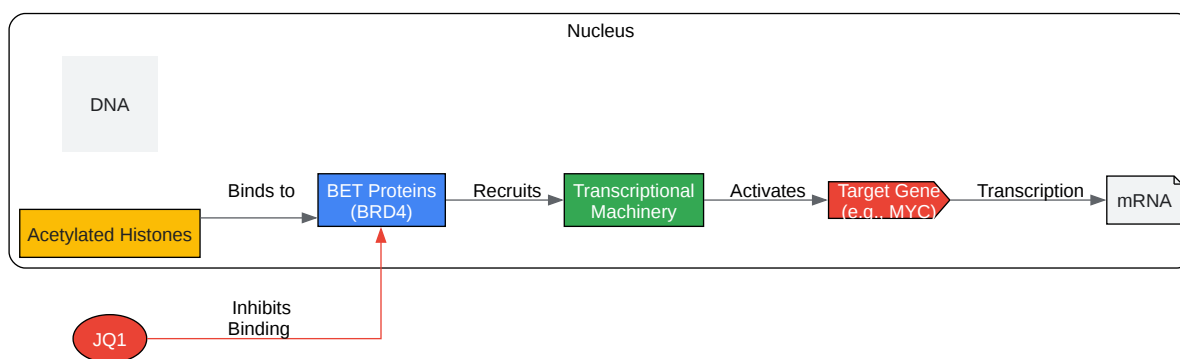 Nucleus
DNA
Acetylated Histones
Binds to
BET Proteins
(BRD4)
Recruits
Transcriptional
Machinery
Activates
Target Gene
(e.g., MYC)
Transcription
mRNA
JQ1
Inhibits
Binding